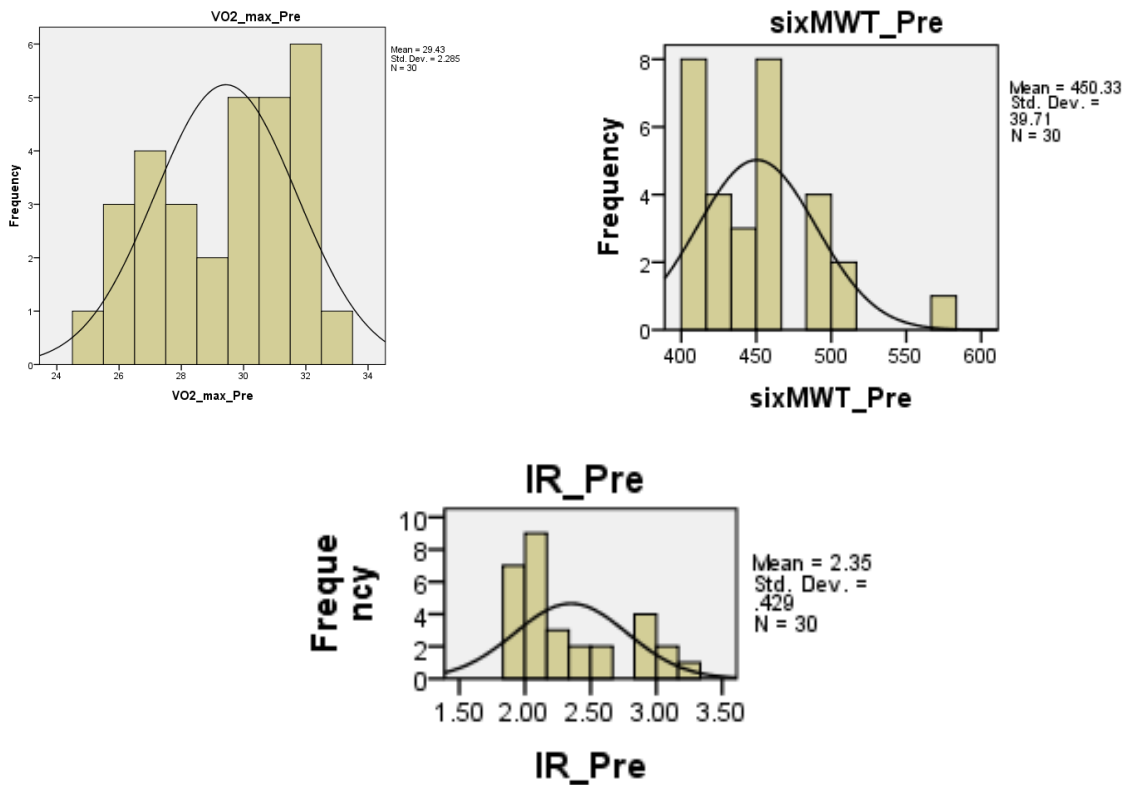 VO2_max_Pre
Mean = 29.43
Std. Dev. = 2.285
N = 30
Frequency
6
5
4
3
2
1
0
24 26 28 30 32 34
VO2_max_Pre
sixMWT_Pre
Mean = 450.33
Std. Dev. =
39.71
N = 30
Frequency
8
6
4
2
0
400 450 500 550 600
sixMWT_Pre
IR_Pre
Mean = 2.35
Std. Dev. =
.429
N = 30
Freque
ncy
10
8
6
4
2
0
1.50 2.00 2.50 3.00 3.50
IR_Pre